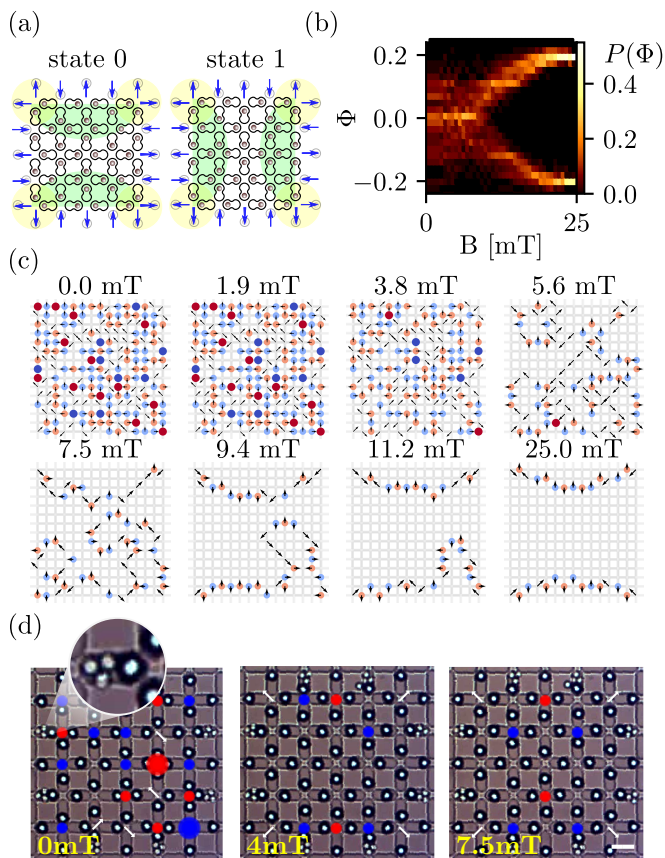 (a)
state 0
state 1
(b)
0.2
0.0
−0.2
Φ
0
25
B [mT]
P(Φ)
0.4
0.2
0.0
(c)
0.0 mT
1.9 mT
3.8 mT
5.6 mT
7.5 mT
9.4 mT
11.2 mT
25.0 mT
(d)
0mT
4mT
7.5mT